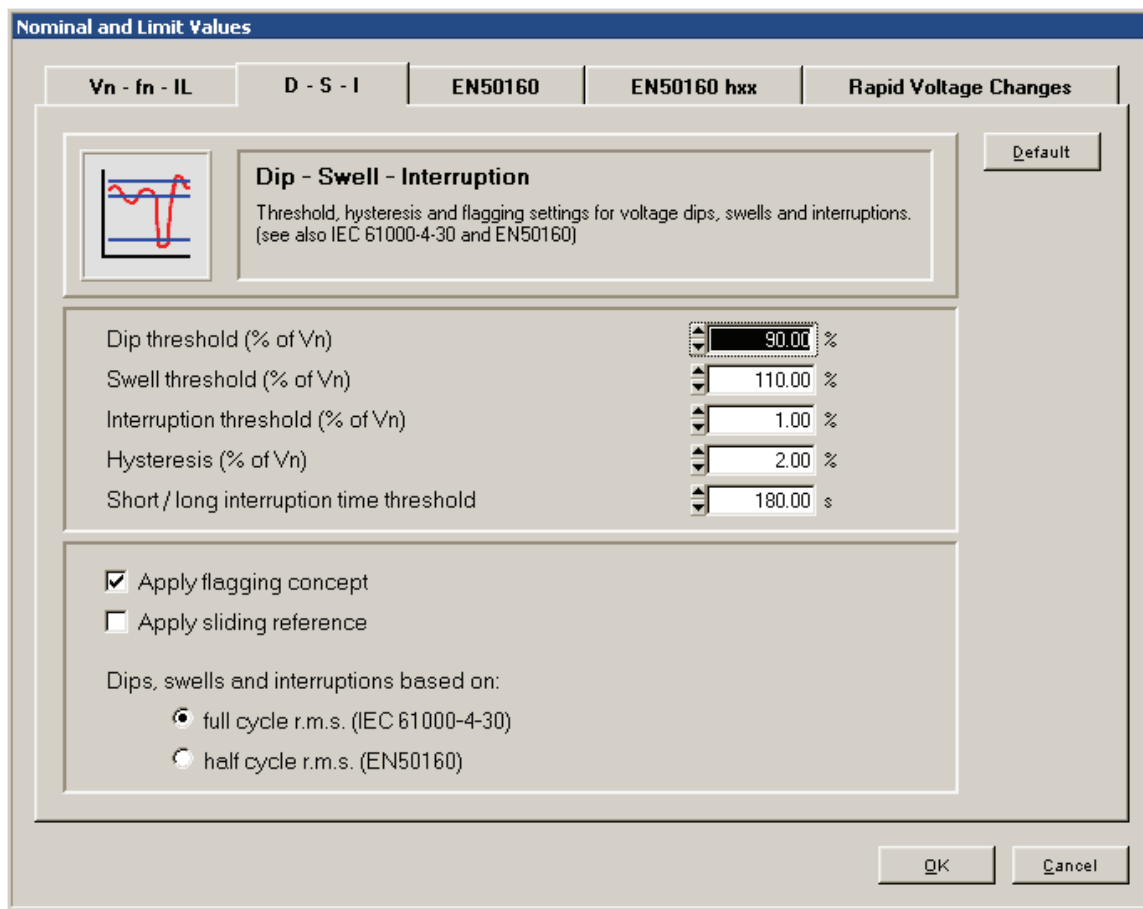 Nominal and Limit Values
Vn - fn - IL
D - S - I
EN50160
EN50160 hxx
Rapid Voltage Changes
Default
Dip - Swell - Interruption
Threshold, hysteresis and flagging settings for voltage dips, swells and interruptions.
(see also IEC 61000-4-30 and EN50160)
Dip threshold (% of Vn) 90.00 %
Swell threshold (% of Vn) 110.00 %
Interruption threshold (% of Vn) 1.00 %
Hysteresis (% of Vn) 2.00 %
Short / long interruption time threshold 180.00 s
Apply flagging concept
Apply sliding reference
Dips, swells and interruptions based on:
full cycle r.m.s. (IEC 61000-4-30)
half cycle r.m.s. (EN50160)
OK
Cancel